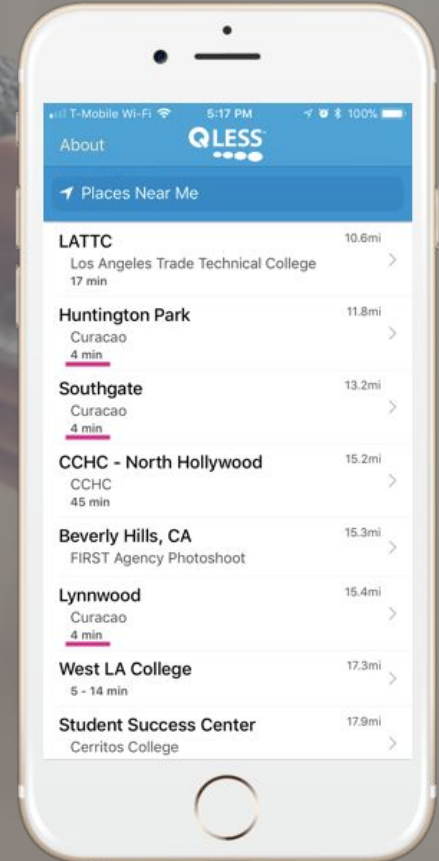 T-Mobile Wi-Fi 5:17 PM 100%
About QLESS
Places Near Me
LATTC 10.6mi
Los Angeles Trade Technical College
17 min
Huntington Park 11.8mi
Curacao
4 min
Southgate 13.2mi
Curacao
4 min
CCHC - North Hollywood 15.2mi
CCHC
45 min
Beverly Hills, CA 15.3mi
FIRST Agency Photoshoot
Lynnwood 15.4mi
Curacao
4 min
West LA College 17.3mi
5 - 14 min
Student Success Center 17.9mi
Cerritos College